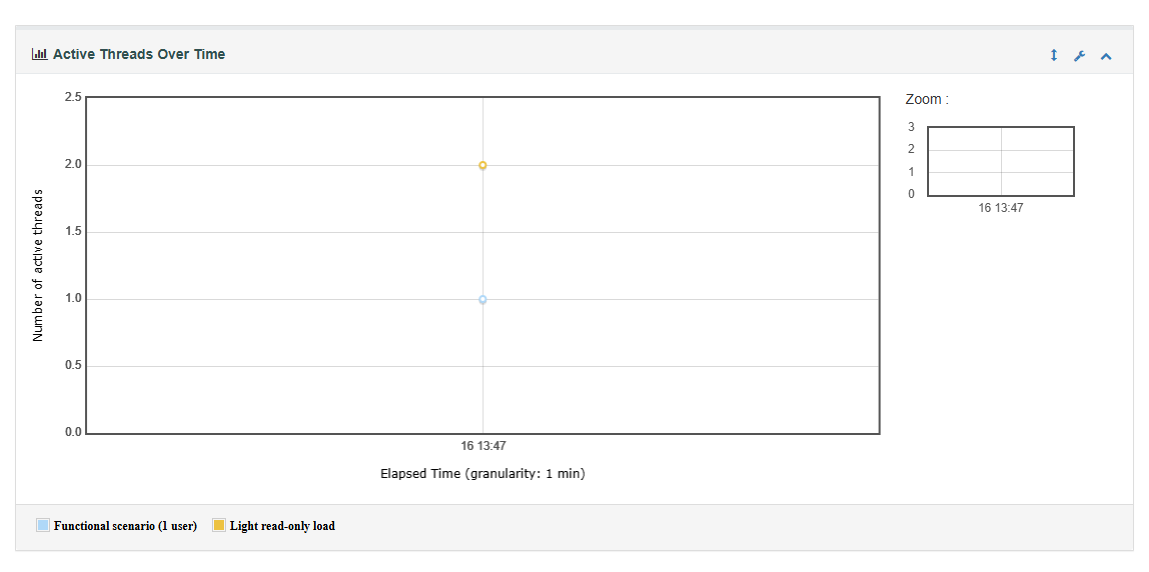 Active Threads Over Time
Zoom :
2.5
2.0
1.5
1.0
0.5
0.0
Number of active threads
16 13:47
Elapsed Time (granularity: 1 min)
3
2
1
0
16 13:47
Functional scenario (1 user) Light read-only load